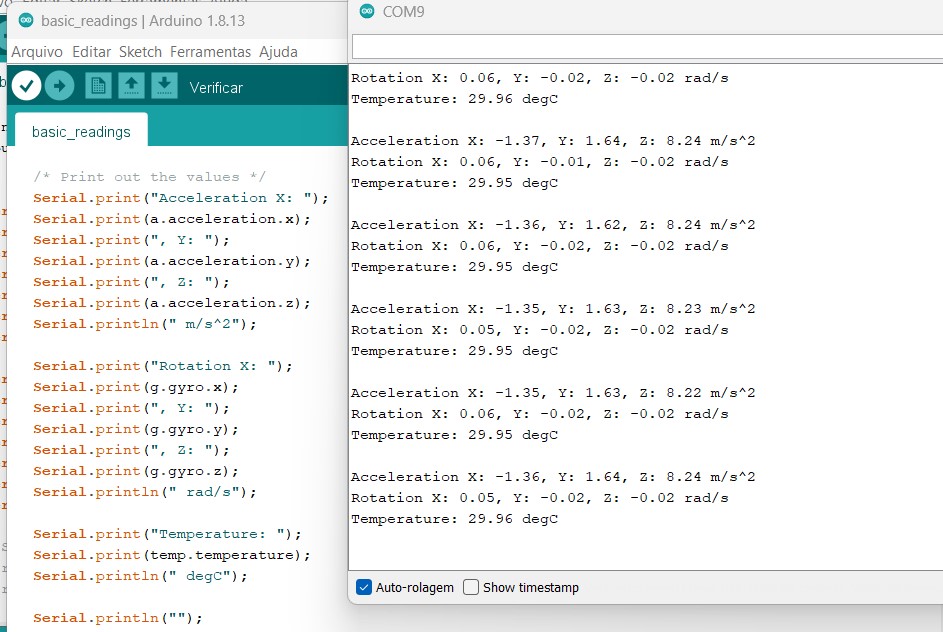 basic_readings | Arduino 1.8.13
Arquivo Editar Sketch Ferramentas Ajuda
Verificar
basic_readings
/* Print out the values */
Serial.print("Acceleration X: ");
Serial.print(a.acceleration.x);
Serial.print(", Y: ");
Serial.print(a.acceleration.y);
Serial.print(", Z: ");
Serial.print(a.acceleration.z);
Serial.println(" m/s^2");
Serial.print("Rotation X: ");
Serial.print(g.gyro.x);
Serial.print(", Y: ");
Serial.print(g.gyro.y);
Serial.print(", Z: ");
Serial.print(g.gyro.z);
Serial.println(" rad/s");
Serial.print("Temperature: ");
Serial.print(temp.temperature);
Serial.println(" degC");
Serial.println("");
COM9
Rotation X: 0.06, Y: -0.02, Z: -0.02 rad/s
Temperature: 29.96 degC
Acceleration X: -1.37, Y: 1.64, Z: 8.24 m/s^2
Rotation X: 0.06, Y: -0.01, Z: -0.02 rad/s
Temperature: 29.95 degC
Acceleration X: -1.36, Y: 1.62, Z: 8.24 m/s^2
Rotation X: 0.06, Y: -0.02, Z: -0.02 rad/s
Temperature: 29.95 degC
Acceleration X: -1.35, Y: 1.63, Z: 8.23 m/s^2
Rotation X: 0.05, Y: -0.02, Z: -0.02 rad/s
Temperature: 29.95 degC
Acceleration X: -1.35, Y: 1.63, Z: 8.22 m/s^2
Rotation X: 0.06, Y: -0.02, Z: -0.02 rad/s
Temperature: 29.95 degC
Acceleration X: -1.36, Y: 1.64, Z: 8.24 m/s^2
Rotation X: 0.05, Y: -0.02, Z: -0.02 rad/s
Temperature: 29.96 degC
Auto-rolagem Show timestamp